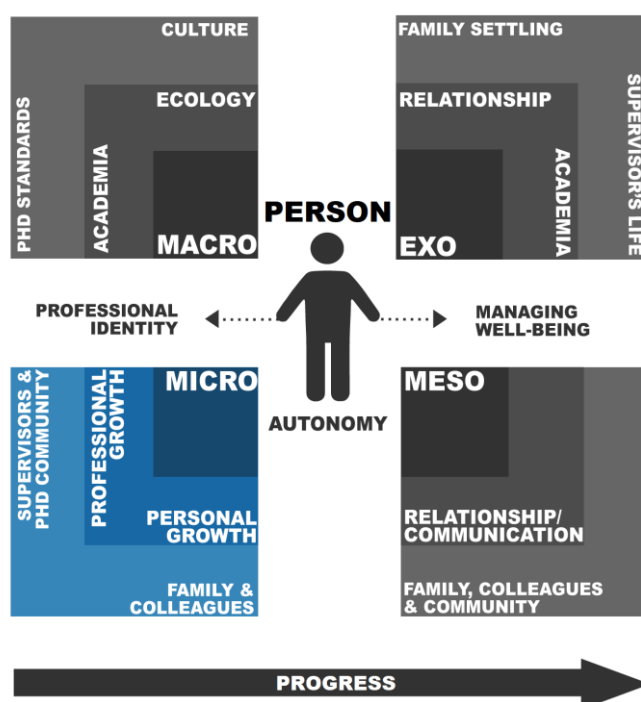 CULTURE
ECOLOGY
PHD STANDARDS
ACADEMIA
MACRO
FAMILY SETTLING
RELATIONSHIP
SUPERVISOR'S LIFE
ACADEMIA
EXO
PERSON
PROFESSIONAL
IDENTITY
MANAGING
WELL-BEING
AUTONOMY
MICRO
SUPERVISORS &
PHD COMMUNITY
PROFESSIONAL
GROWTH
PERSONAL
GROWTH
FAMILY &
COLLEAGUES
MESO
RELATIONSHIP/
COMMUNICATION
FAMILY, COLLEAGUES
& COMMUNITY
PROGRESS